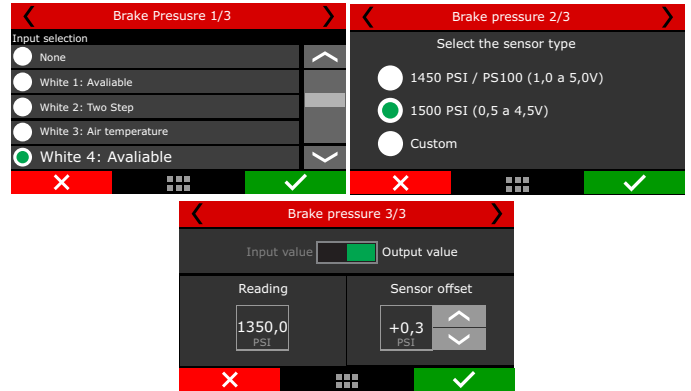 Brake Presusre 1/3
Input selection
None
White 1: Avaliable
White 2: Two Step
White 3: Air temperature
White 4: Avaliable
Brake pressure 2/3
Select the sensor type
1450 PSI / PS100 (1,0 a 5,0V)
1500 PSI (0,5 a 4,5V)
Custom
Brake pressure 3/3
Input value Output value
Reading
1350,0
PSI
Sensor offset
+0,3
PSI